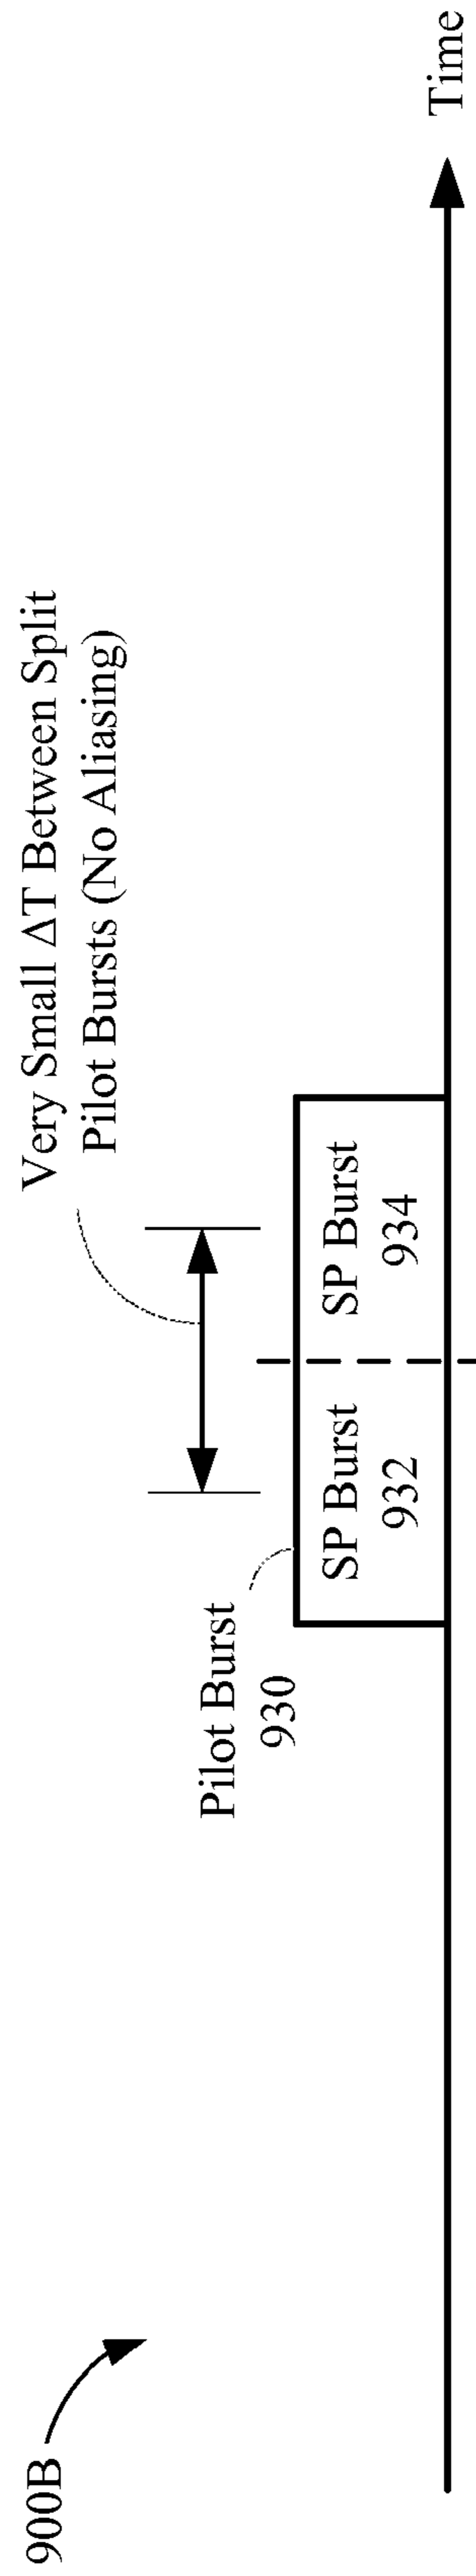 900B
Very Small ΔT Between Split
Pilot Bursts (No Aliasing)
Pilot Burst
930
SP Burst
932
SP Burst
934
Time